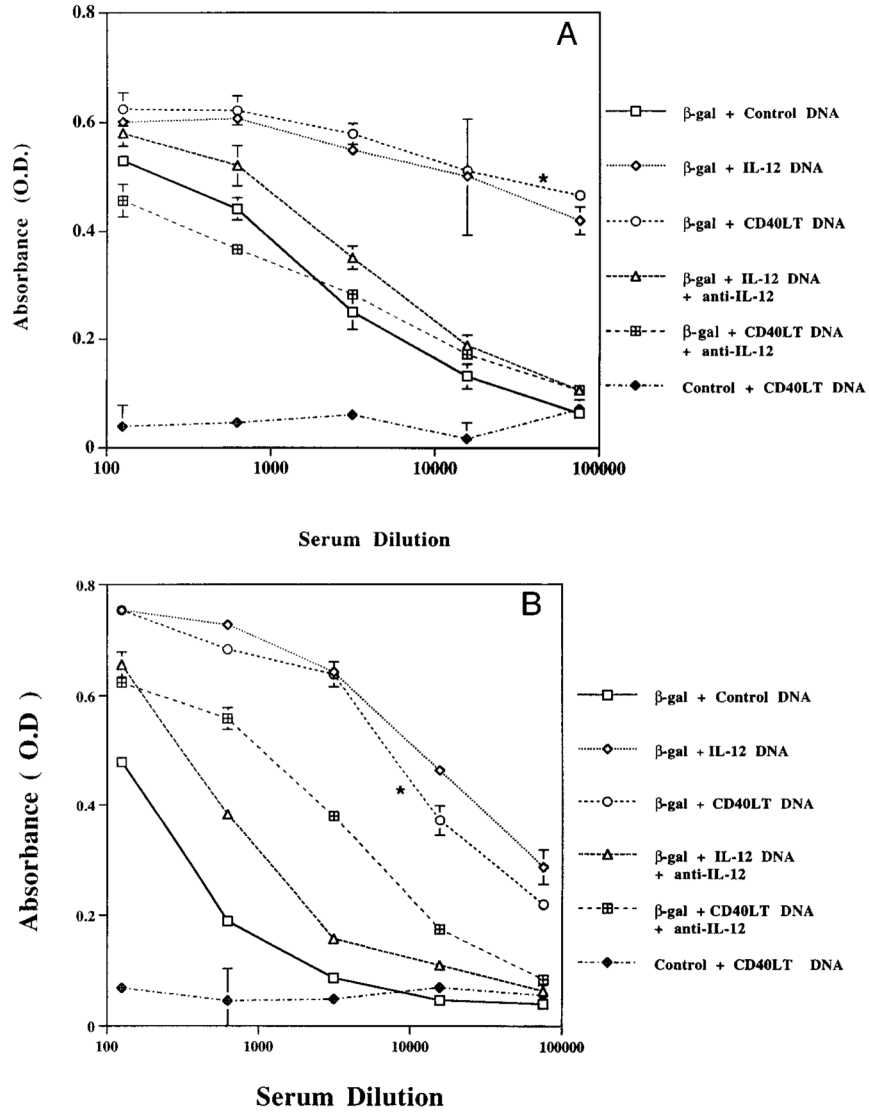 0.8
A
0.6
0.4
0.2
0
Absorbance (O.D.)
*
100
1000
10000
100000
Serum Dilution
β-gal + Control DNA
β-gal + IL-12 DNA
β-gal + CD40LT DNA
β-gal + IL-12 DNA
+ anti-IL-12
β-gal + CD40LT DNA
+ anti-IL-12
Control + CD40LT DNA
0.8
B
0.6
0.4
0.2
0
Absorbance ( O.D )
*
100
1000
10000
100000
Serum Dilution
β-gal + Control DNA
β-gal + IL-12 DNA
β-gal + CD40LT DNA
β-gal + IL-12 DNA
+ anti-IL-12
β-gal + CD40LT DNA
+ anti-IL-12
Control + CD40LT DNA